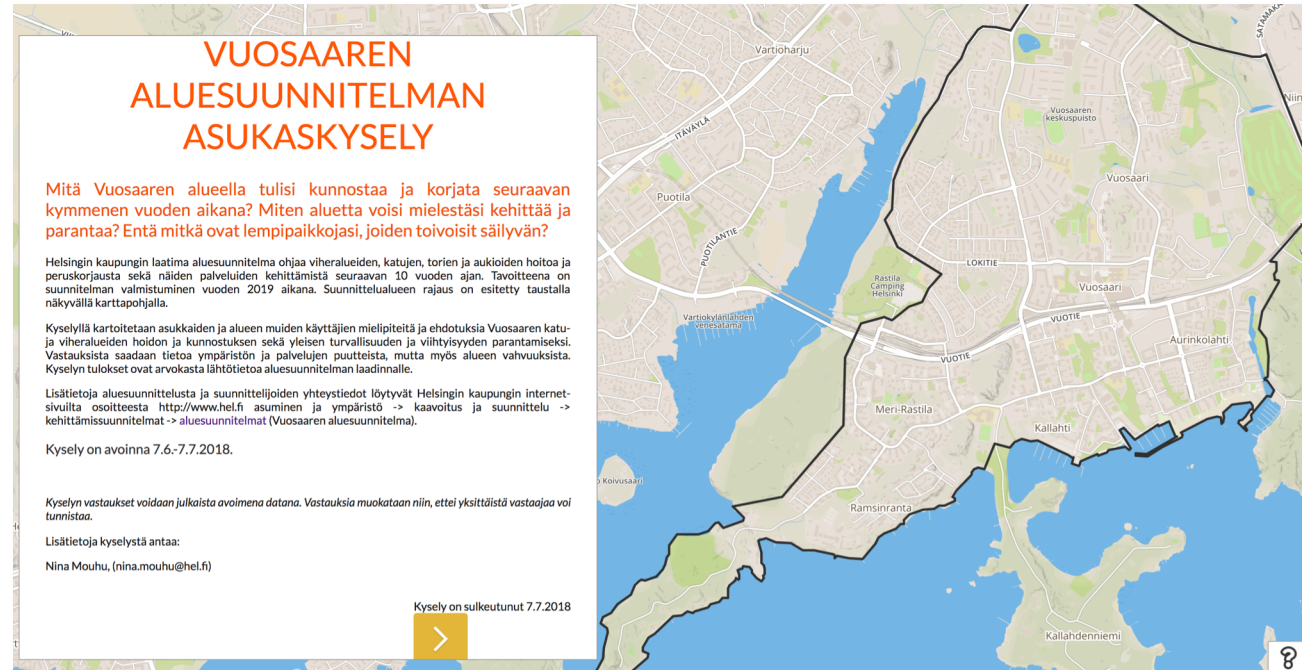 VUOSAAREN
ALUESUUNNITELMAN
ASUKASKYSELY
Mitä Vuosaaren alueella tulisi kunnostaa ja korjata seuraavan
kymmenen vuoden aikana? Miten aluetta voisi mielestäsi kehittää ja
parantaa? Entä mitkä ovat lempipaikkojasi, joiden toivoisit säilyvän?
Helsingin kaupungin laatima aluesuunnitelma ohjaa viheralueiden, katujen, torien ja aukioiden hoitoa ja
peruskorjausta sekä näiden palveluiden kehittämistä seuraavan 10 vuoden ajan. Tavoitteena on
suunnitelman valmistuminen vuoden 2019 aikana. Suunnittelualueen rajaus on esitetty taustalla
näkyvällä karttapohjalla.
Kyselyllä kartoitetaan asukkaiden ja alueen muiden käyttäjien mielipiteitä ja ehdotuksia Vuosaaren katu-
ja viheralueiden hoidon ja kunnostuksen sekä yleisen turvallisuuden ja viihtyisyyden parantamiseksi.
Vastauksista saadaan tietoa ympäristön ja palvelujen puutteista, mutta myös alueen vahvuuksista.
Kyselyn tulokset ovat arvokasta lähtötietoa aluesuunnitelman laadinnalle.
Lisätietoja aluesuunnittelusta ja suunnittelijoiden yhteystiedot löytyvät Helsingin kaupungin internet-
sivuilta osoitteesta http://www.hel.fi asuminen ja ympäristö -> kaavoitus ja suunnittelu ->
kehittämissuunnitelmat -> aluesuunnitelmat (Vuosaaren aluesuunnitelma).
Kysely on avoinna 7.6.-7.7.2018.
Kyselyn vastaukset voidaan julkaista avoimena datana. Vastauksia muokataan niin, ettei yksittäistä vastaajaa voi
tunnistaa.
Lisätietoja kyselystä antaa:
Nina Mouhu, (nina.mouhu@hel.fi)
Kysely on sulkeutunut 7.7.2018
Vartioharju
ITÄVÄYLÄ
Puotila
PUOTILANTIE
Vartiokylänlahden
venesatama
Koivusaari
Rastila
Camping
Helsinki
Vuosaaren
keskuspuisto
Vuosaari
LOKITIE
Vuosaari
VUOTIE
VUOTIE
Aurinkolahti
Meri-Rastila
Kallahti
Ramsinranta
Kallahdenniemi
?